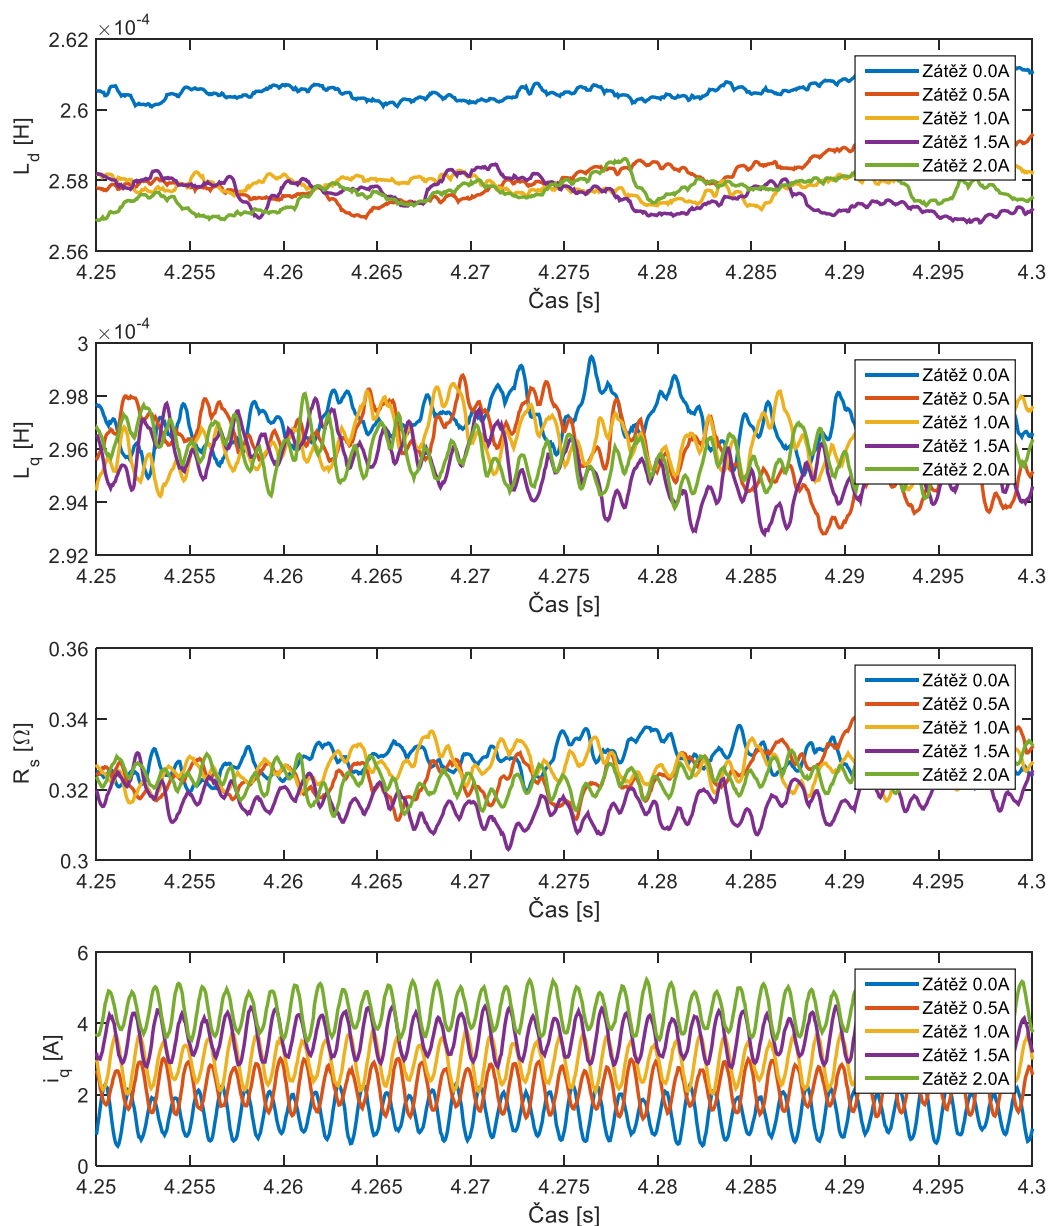 ×10⁻⁴
2.62
2.6
2.58
2.56
L_d [H]
4.25 4.255 4.26 4.265 4.27 4.275 4.28 4.285 4.29 4.295 4.3
Čas [s]
Zátěž 0.0A
Zátěž 0.5A
Zátěž 1.0A
Zátěž 1.5A
Zátěž 2.0A
×10⁻⁴
3
2.98
2.96
2.94
2.92
L_q [H]
4.25 4.255 4.26 4.265 4.27 4.275 4.28 4.285 4.29 4.295 4.3
Čas [s]
Zátěž 0.0A
Zátěž 0.5A
Zátěž 1.0A
Zátěž 1.5A
Zátěž 2.0A
0.36
0.34
0.32
0.3
R_s [Ω]
4.25 4.255 4.26 4.265 4.27 4.275 4.28 4.285 4.29 4.295 4.3
Čas [s]
Zátěž 0.0A
Zátěž 0.5A
Zátěž 1.0A
Zátěž 1.5A
Zátěž 2.0A
6
4
2
0
i_q [A]
4.25 4.255 4.26 4.265 4.27 4.275 4.28 4.285 4.29 4.295 4.3
Čas [s]
Zátěž 0.0A
Zátěž 0.5A
Zátěž 1.0A
Zátěž 1.5A
Zátěž 2.0A